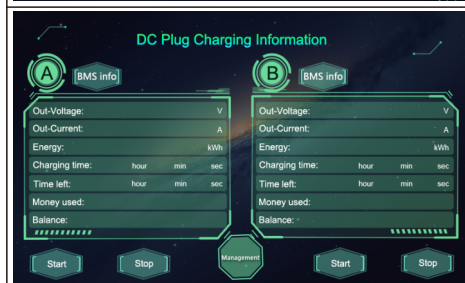 DC Plug Charging Information
A BMS info
B BMS info
Out-Voltage: V
Out-Current: A
Energy: kWh
Charging time: hour min sec
Time left: hour min sec
Money used:
Balance:
Out-Voltage: V
Out-Current: A
Energy: kWh
Charging time: hour min sec
Time left: hour min sec
Money used:
Balance:
Start Stop Management Start Stop